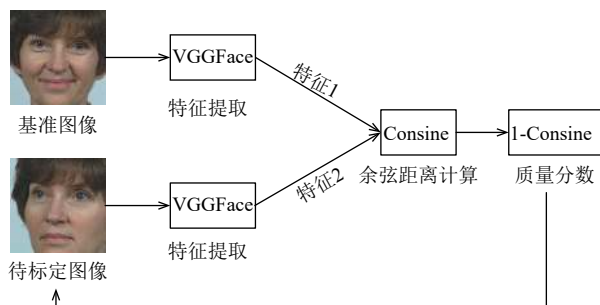 VGGFace
特征1
基准图像
特征提取
Consine
1-Consine
余弦距离计算
质量分数
VGGFace
特征2
特征提取
待标定图像